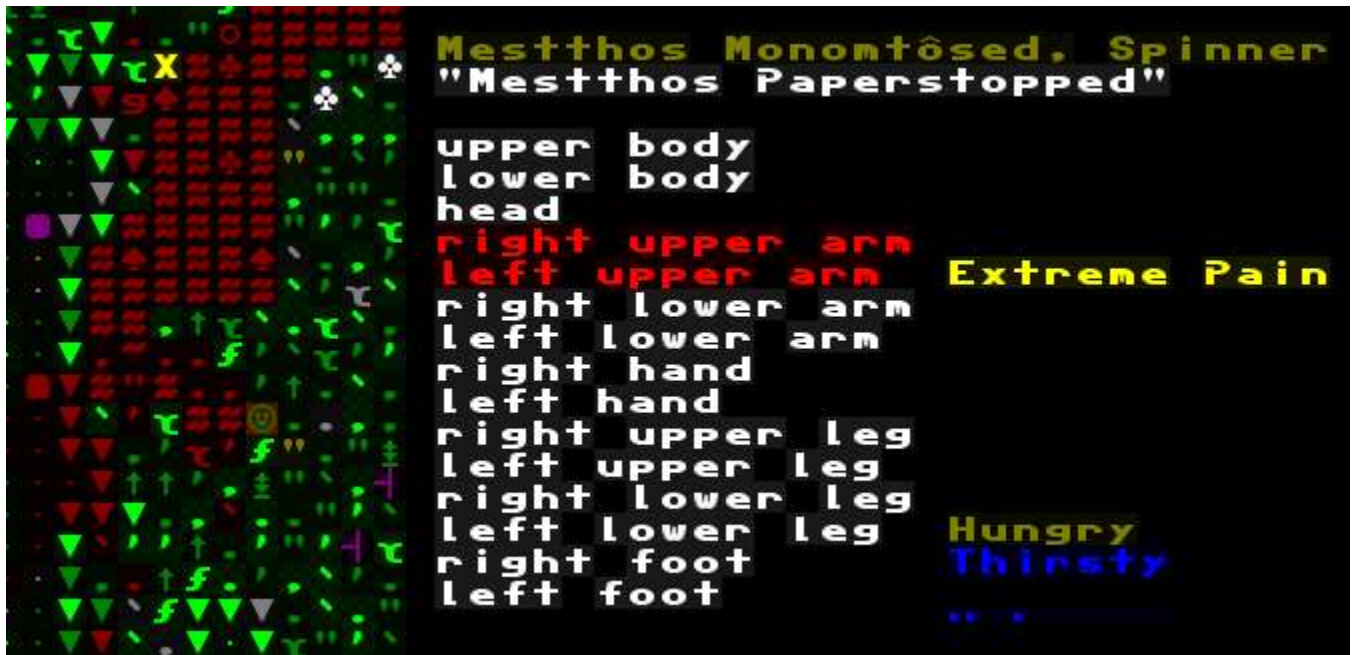 Mestthos Monomtôsed, Spinner
"Mestthos Paperstopped"
upper body
lower body
head
right upper arm
left upper arm Extreme Pain
right lower arm
left lower arm
right hand
left hand
right upper leg
left upper leg
right lower leg
left lower leg Hungry
right foot Thirsty
left foot